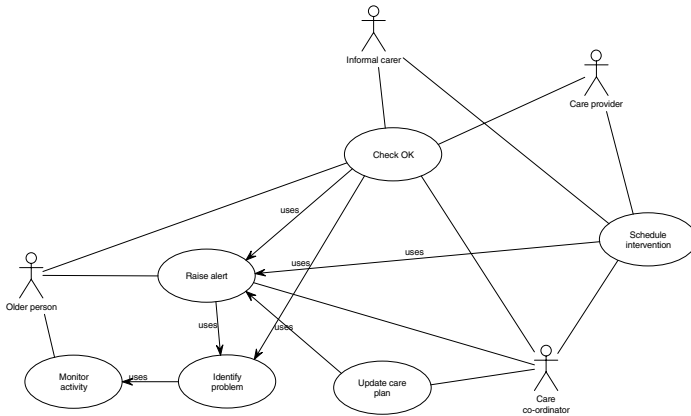 Informal carer
Care provider
Check OK
uses
Schedule
intervention
uses
Raise alert
Older person
uses
uses
Monitor
activity
uses
Identify
problem
Update care
plan
Care
co-ordinator